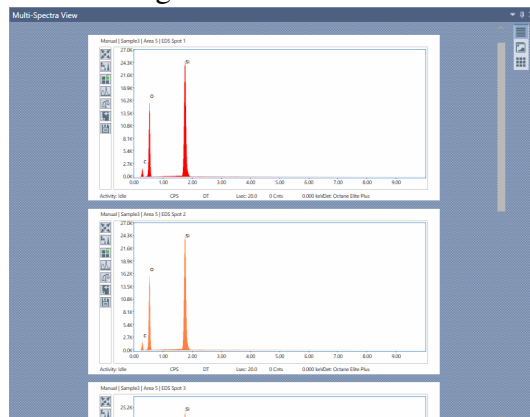 Multi-Spectra View
Manual | Sample3 | Area 5 | EDS Spot 1
27.0K
24.3K
21.6K
18.9K
16.2K
13.5K
10.8K
8.1K
5.4K
2.7K
0.0K
C
O
Si
0.00 1.00 2.00 3.00 4.00 5.00 6.00 7.00 8.00 9.00
Activity: Idle CPS DT Lsec: 20.0 0 Cnts 0.000 keV Det: Octane Elite Plus
Manual | Sample3 | Area 5 | EDS Spot 2
27.0K
24.3K
21.6K
18.9K
16.2K
13.5K
10.8K
8.1K
5.4K
2.7K
0.0K
C
O
Si
0.00 1.00 2.00 3.00 4.00 5.00 6.00 7.00 8.00 9.00
Activity: Idle CPS DT Lsec: 20.0 0 Cnts 0.000 keV Det: Octane Elite Plus
Manual | Sample3 | Area 5 | EDS Spot 3
25.2K
Si